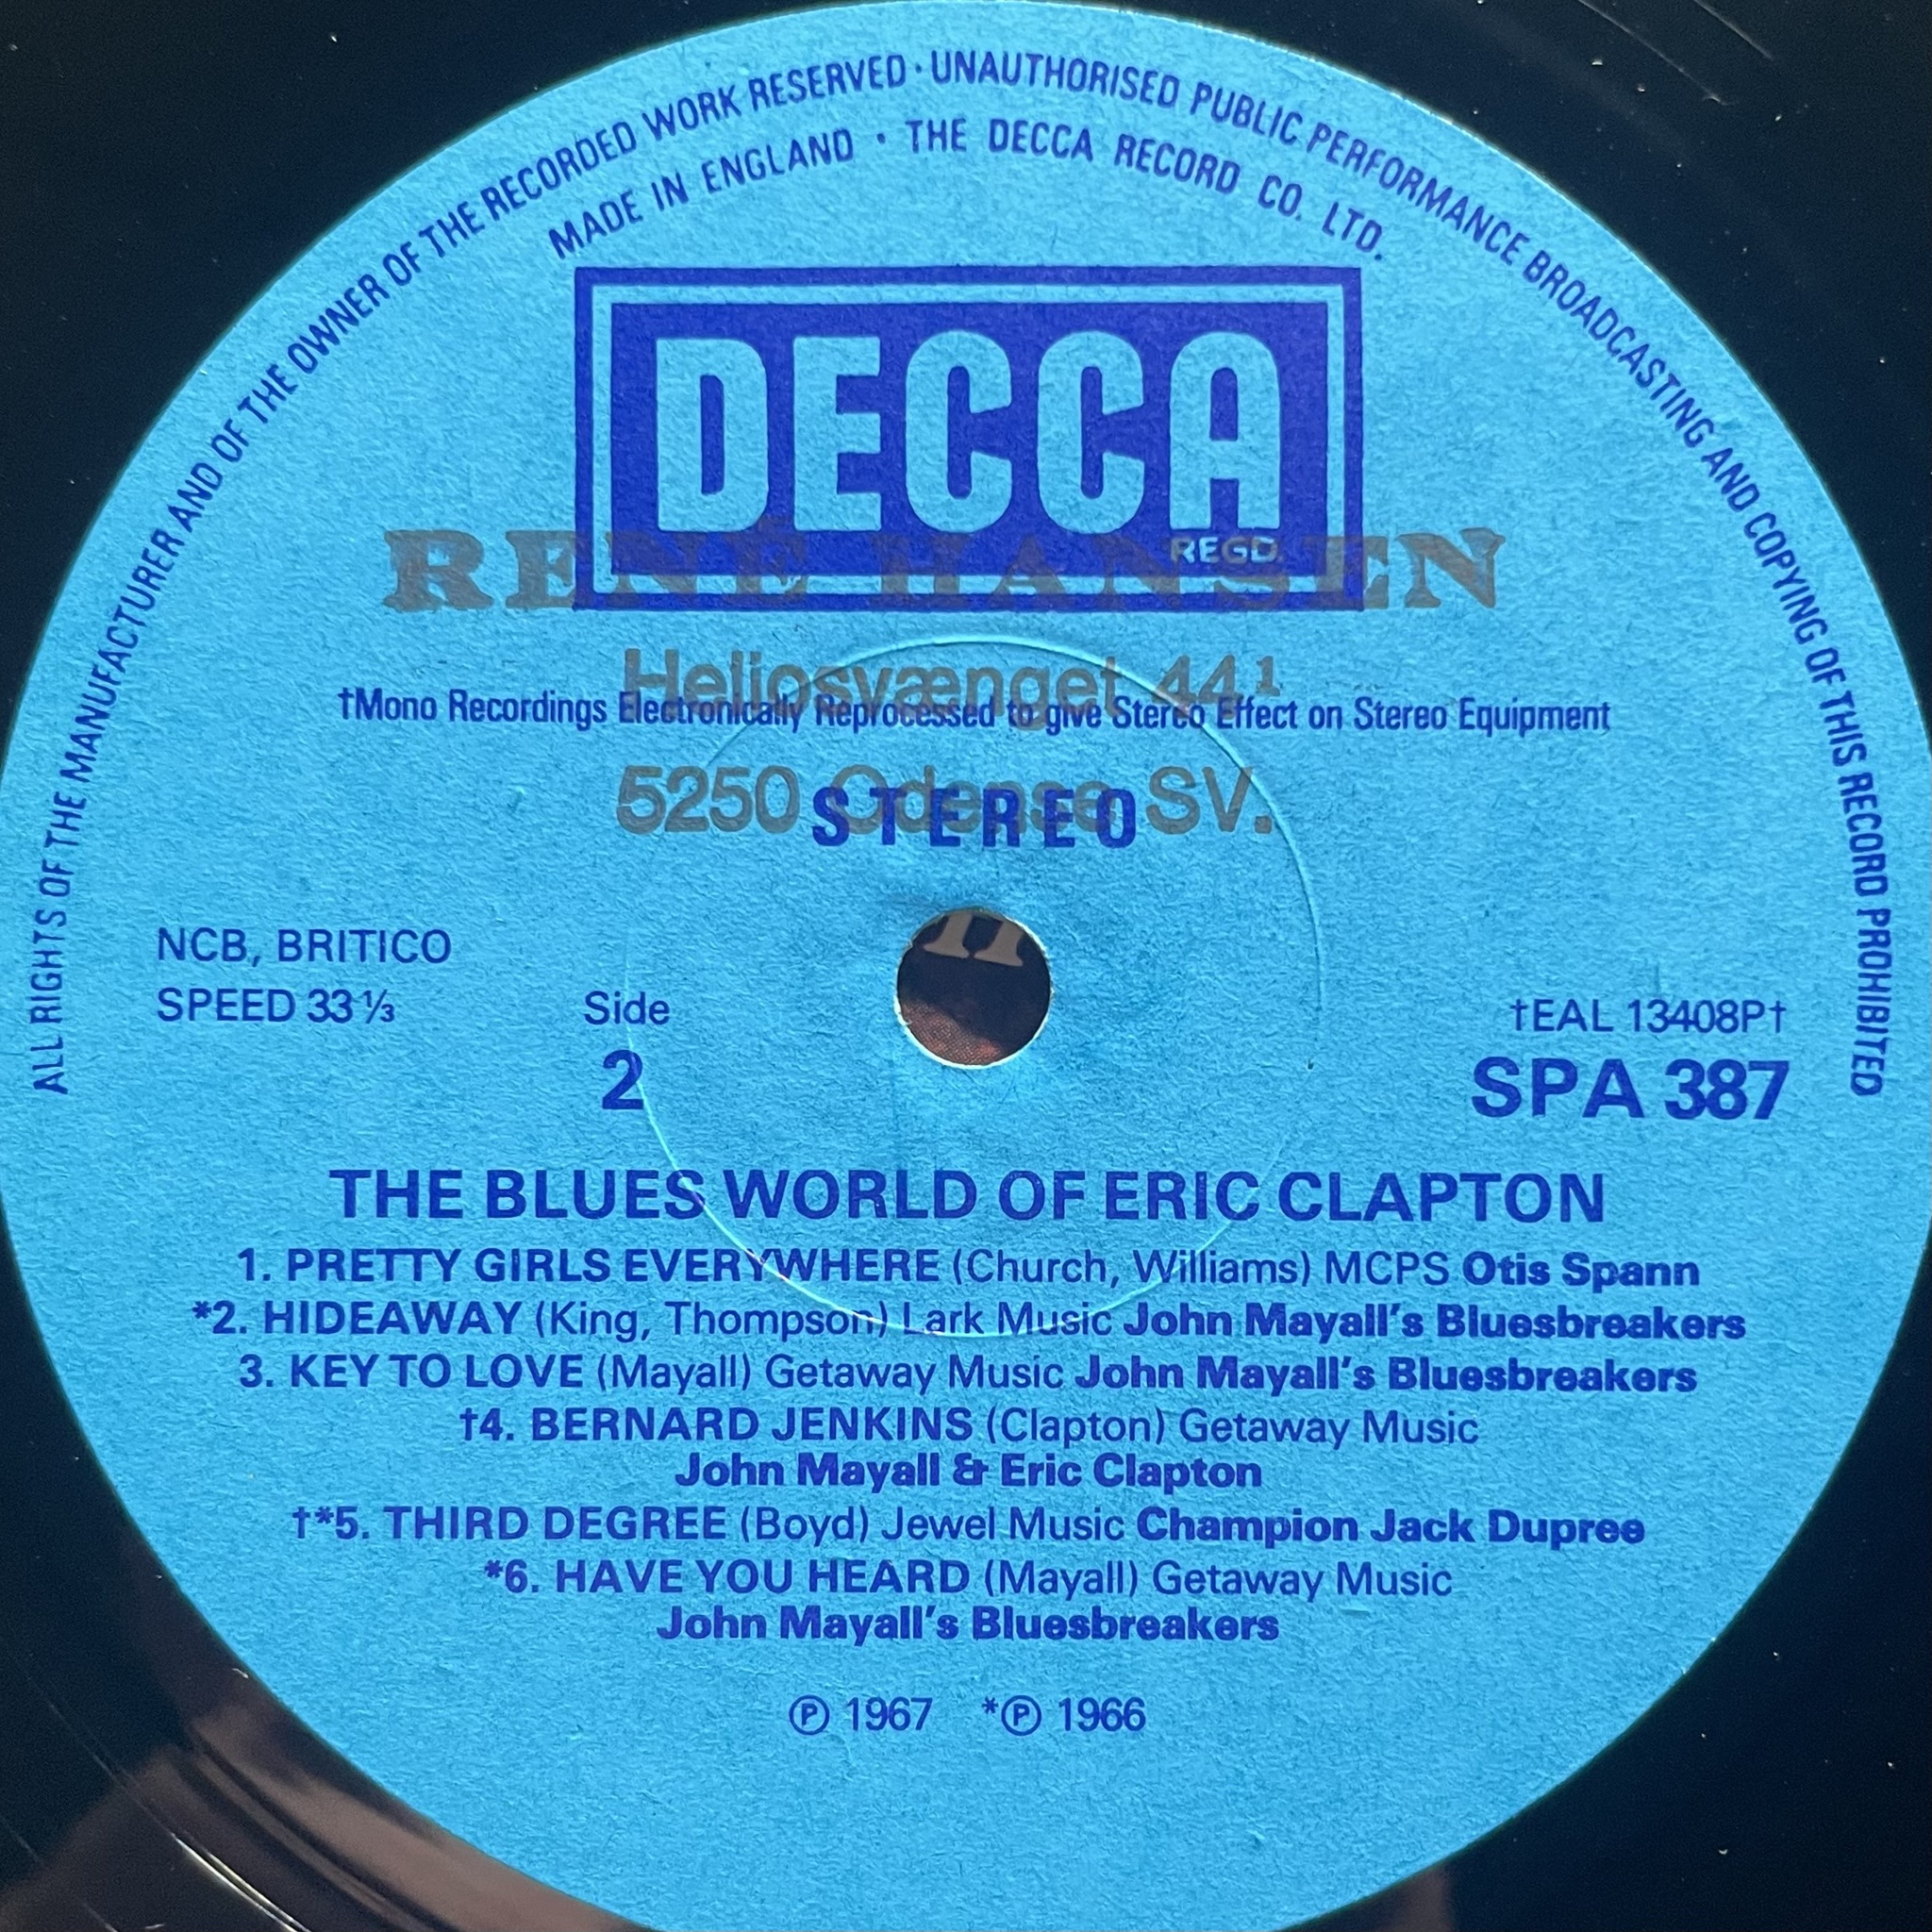 ALL RIGHTS OF THE MANUFACTURER AND OF THE OWNER OF THE RECORDED WORK RESERVED · UNAUTHORISED PUBLIC PERFORMANCE BROADCASTING AND COPYING OF THIS RECORD PROHIBITED
MADE IN ENGLAND · THE DECCA RECORD CO. LTD.
DECCA
REGD.
RENÉ HANSEN
Heliosvænget 44¹
†Mono Recordings Electronically Reprocessed to give Stereo Effect on Stereo Equipment
5250 Odense SV.
STEREO
NCB, BRITICO
SPEED 33⅓
Side
2
†EAL 13408P†
SPA 387
THE BLUES WORLD OF ERIC CLAPTON
1. PRETTY GIRLS EVERYWHERE (Church, Williams) MCPS Otis Spann
*2. HIDEAWAY (King, Thompson) Lark Music John Mayall's Bluesbreakers
3. KEY TO LOVE (Mayall) Getaway Music John Mayall's Bluesbreakers
†4. BERNARD JENKINS (Clapton) Getaway Music
John Mayall & Eric Clapton
†*5. THIRD DEGREE (Boyd) Jewel Music Champion Jack Dupree
*6. HAVE YOU HEARD (Mayall) Getaway Music
John Mayall's Bluesbreakers
Ⓟ 1967 *Ⓟ 1966